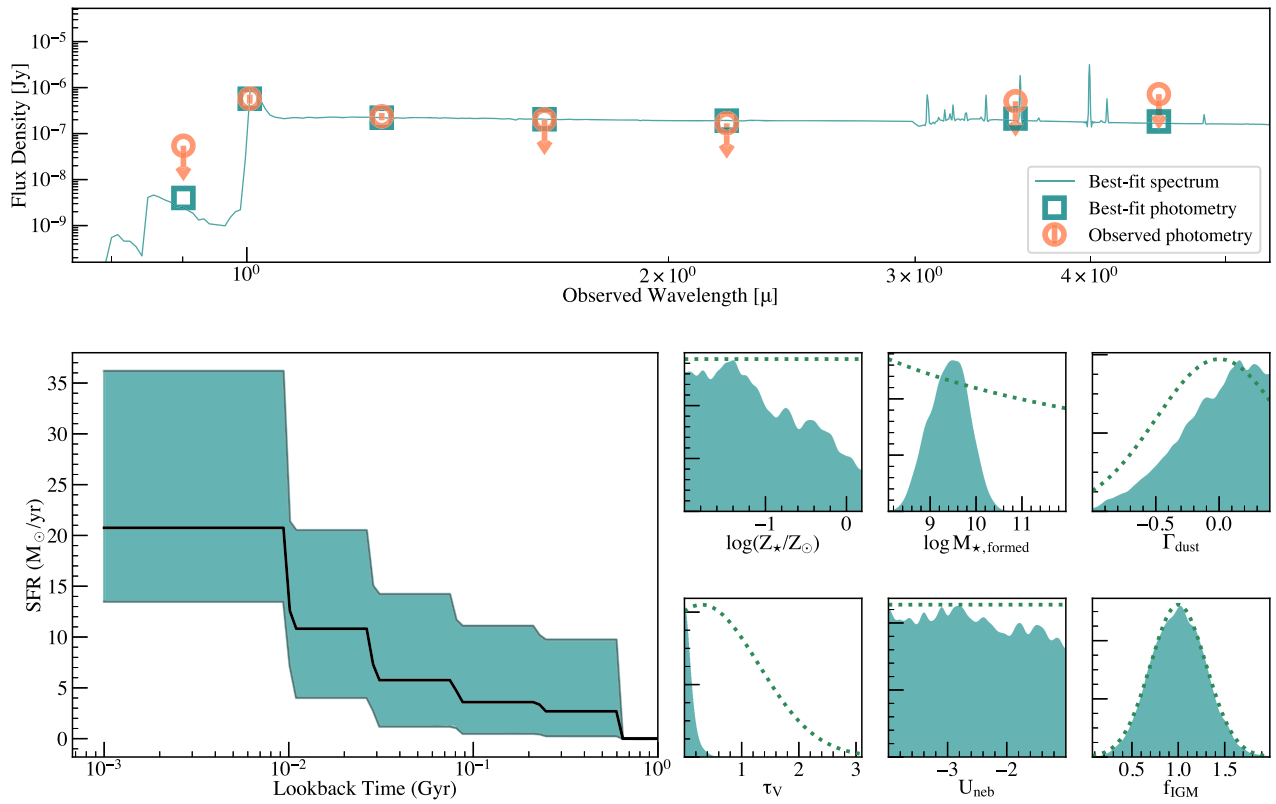 Flux Density [Jy]
10⁻⁵
10⁻⁶
10⁻⁷
10⁻⁸
10⁻⁹
Best-fit spectrum
Best-fit photometry
Observed photometry
10⁰
2 × 10⁰
3 × 10⁰
4 × 10⁰
Observed Wavelength [μ]
SFR (M⊙/yr)
35
30
25
20
15
10
5
0
10⁻³
10⁻²
10⁻¹
10⁰
Lookback Time (Gyr)
−1
0
log(Z⋆/Z⊙)
9
10
11
log M⋆,formed
−0.5
0.0
Γdust
1
2
3
τV
−3
−2
Uneb
0.5
1.0
1.5
fIGM